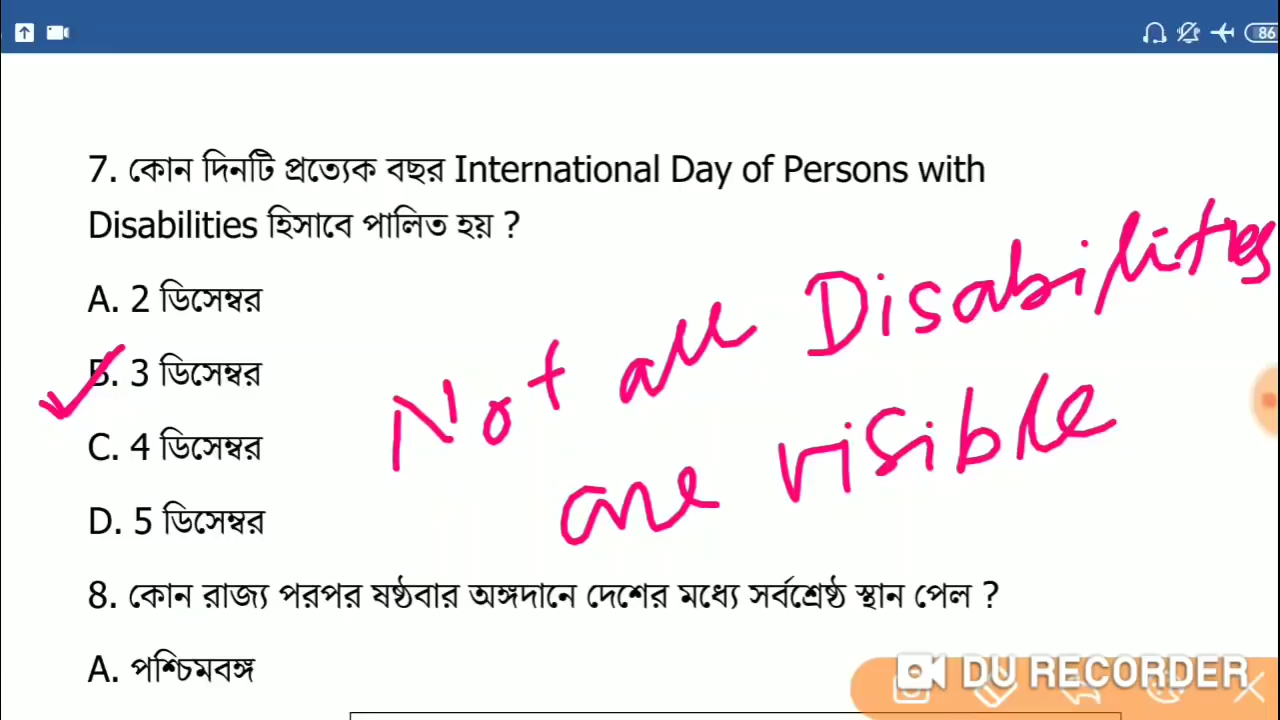 86
7. কোন দিনটি প্রত্যেক বছর International Day of Persons with
Disabilities হিসাবে পালিত হয় ?
A. 2 ডিসেম্বর
B. 3 ডিসেম্বর
C. 4 ডিসেম্বর
D. 5 ডিসেম্বর
Not all Disabilities
are visible
8. কোন রাজ্য পরপর ষষ্ঠবার অঙ্গদানে দেশের মধ্যে সর্বশ্রেষ্ঠ স্থান পেল ?
A. পশ্চিমবঙ্গ
DU RECORDER